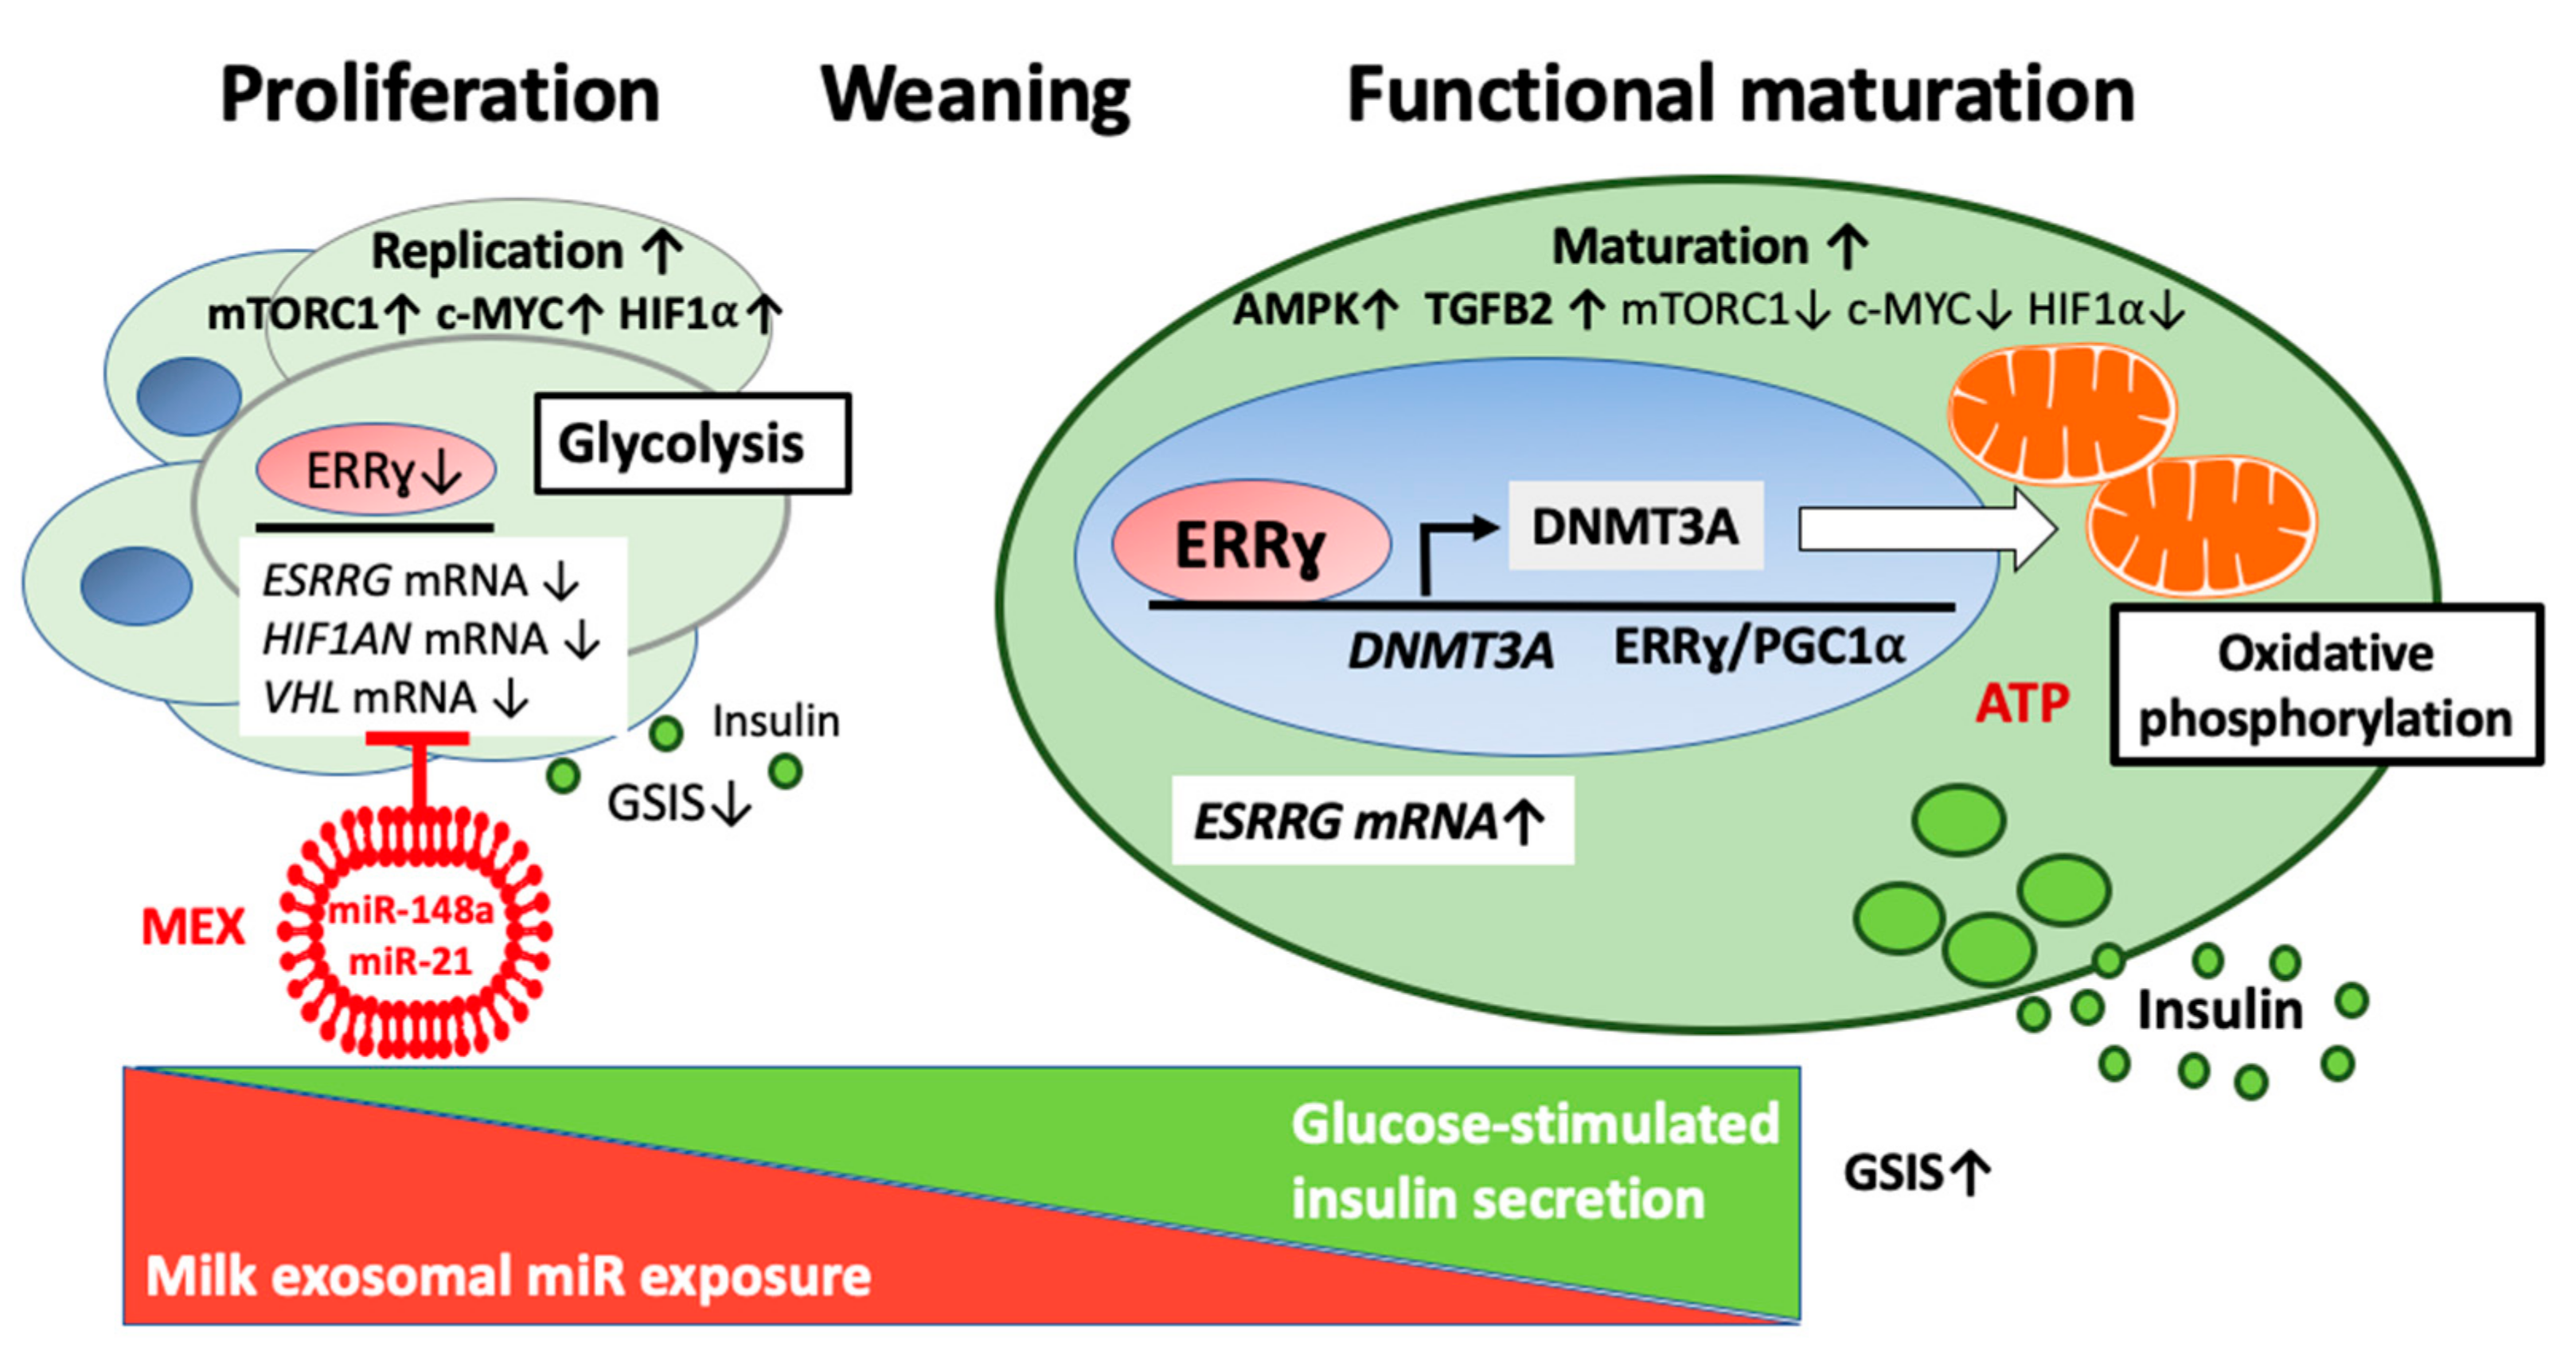 Proliferation Weaning Functional maturation
Replication ↑
mTORC1↑ c-MYC↑ HIF1α↑
Glycolysis
ERRɣ↓
ESRRG mRNA ↓
HIF1AN mRNA ↓
VHL mRNA ↓
Insulin
GSIS↓
MEX
miR-148a
miR-21
Maturation ↑
AMPK↑ TGFB2 ↑ mTORC1↓ c-MYC↓ HIF1α↓
ERRɣ
DNMT3A
DNMT3A ERRɣ/PGC1α
ATP
Oxidative
phosphorylation
ESRRG mRNA↑
Insulin
Glucose-stimulated
insulin secretion
GSIS↑
Milk exosomal miR exposure